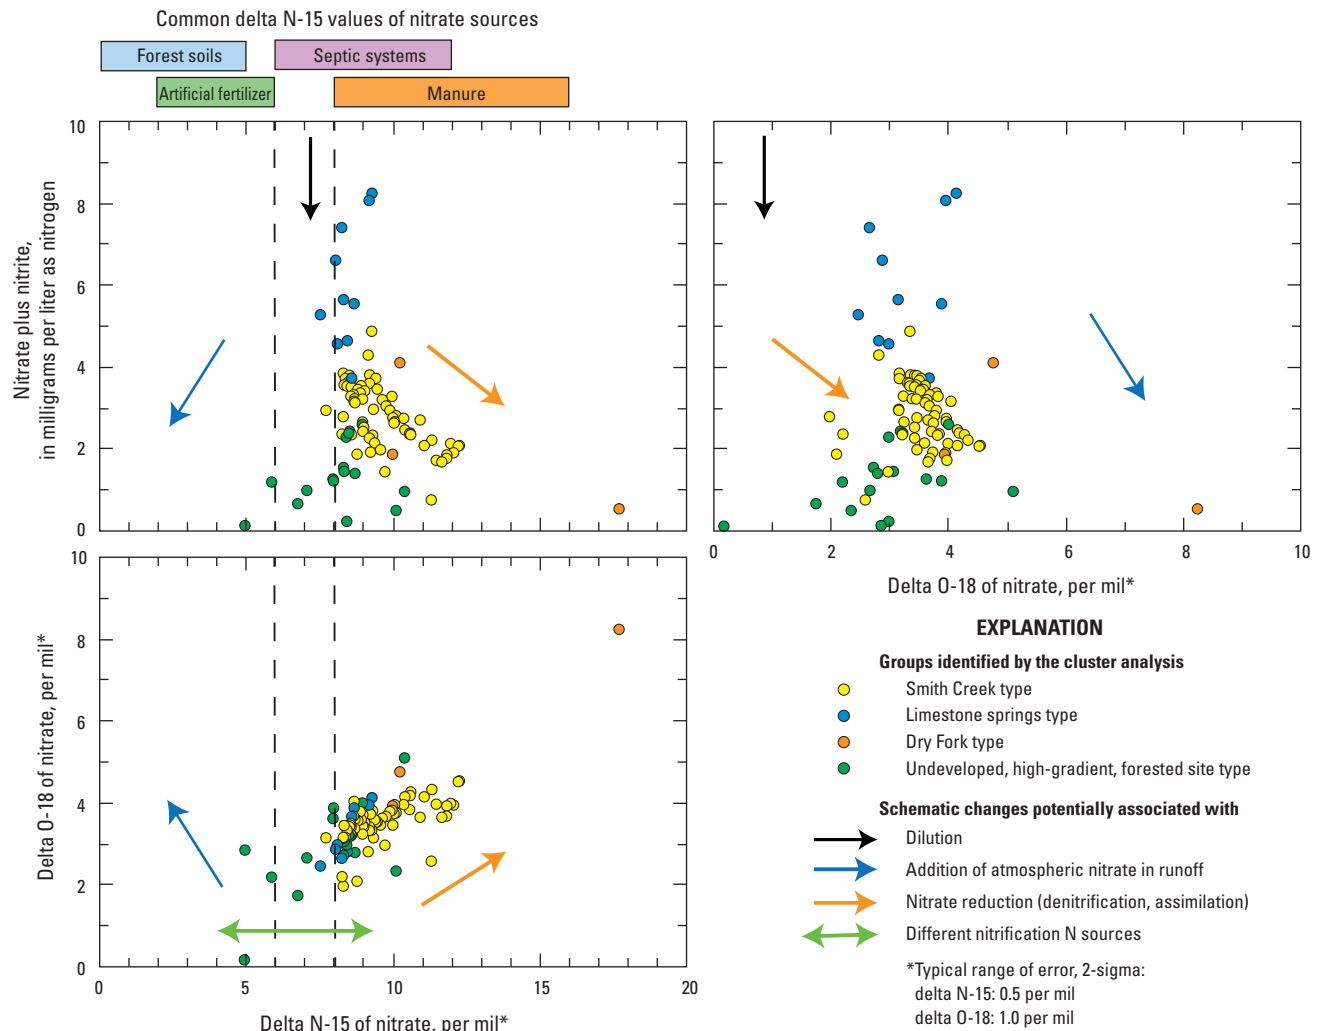 Common delta N-15 values of nitrate sources
Forest soils
Septic systems
Artificial fertilizer
Manure
Nitrate plus nitrite,
in milligrams per liter as nitrogen
10
8
6
4
2
0
0
2
4
6
8
10
Delta O-18 of nitrate, per mil*
Delta O-18 of nitrate, per mil*
10
8
6
4
2
0
0
5
10
15
20
Delta N-15 of nitrate, per mil*
EXPLANATION
Groups identified by the cluster analysis
Smith Creek type
Limestone springs type
Dry Fork type
Undeveloped, high-gradient, forested site type
Schematic changes potentially associated with
Dilution
Addition of atmospheric nitrate in runoff
Nitrate reduction (denitrification, assimilation)
Different nitrification N sources
*Typical range of error, 2-sigma:
delta N-15: 0.5 per mil
delta O-18: 1.0 per mil